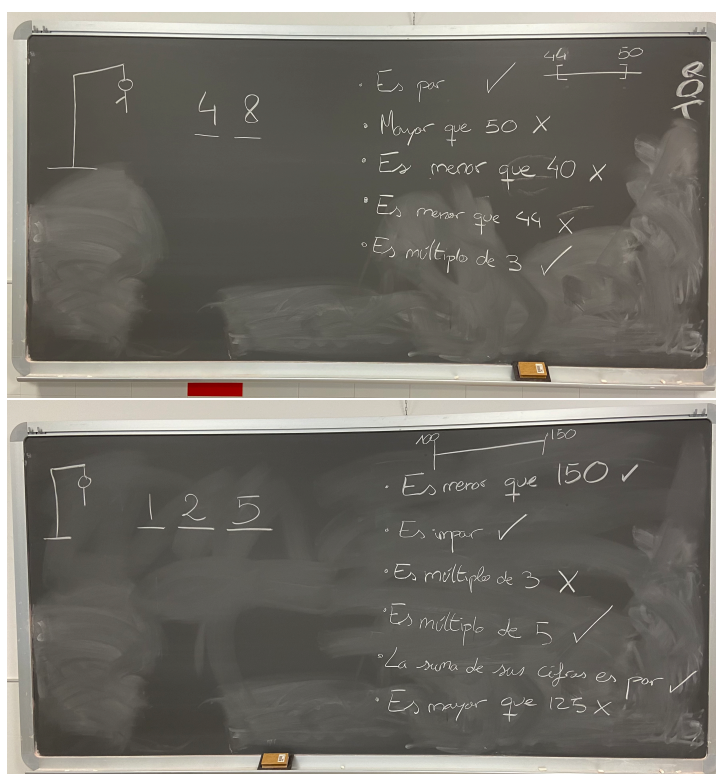 44 50
R
O
T
4 8
· Es par ✓
· Mayor que 50 X
· Es menor que 40 X
· Es menor que 44 X
· Es múltiplo de 3 ✓
100 150
1 2 5
· Es menor que 150 ✓
· Es impar ✓
· Es múltiplo de 3 X
· Es múltiplo de 5 ✓
· La suma de sus cifras es par ✓
· Es mayor que 125 X